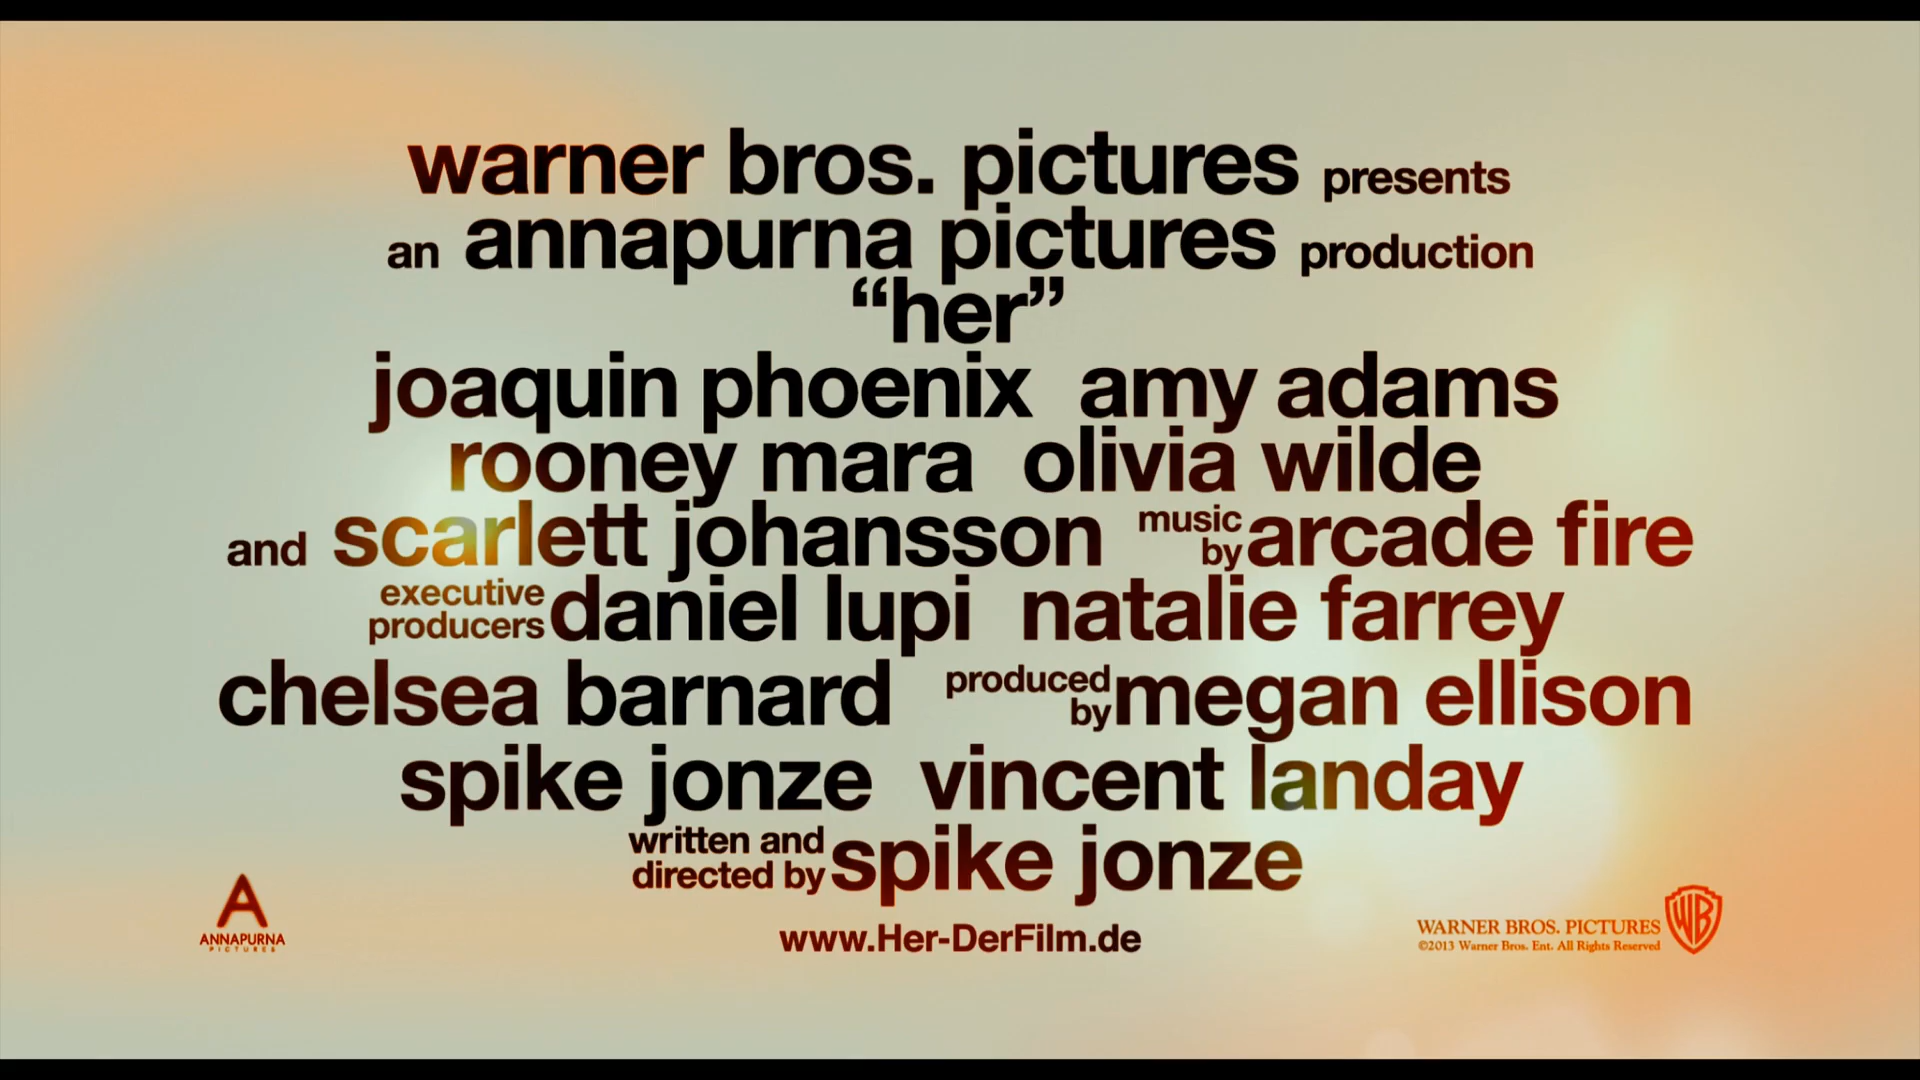 warner bros. pictures presents
an annapurna pictures production
“her”
joaquin phoenix amy adams
rooney mara olivia wilde
and scarlett johansson music by arcade fire
executive producers daniel lupi natalie farrey
chelsea barnard produced by megan ellison
spike jonze vincent landay
written and directed by spike jonze
www.Her-DerFilm.de
A
ANNAPURNA
PICTURES
WARNER BROS. PICTURES
©2013 Warner Bros. Ent. All Rights Reserved
WB